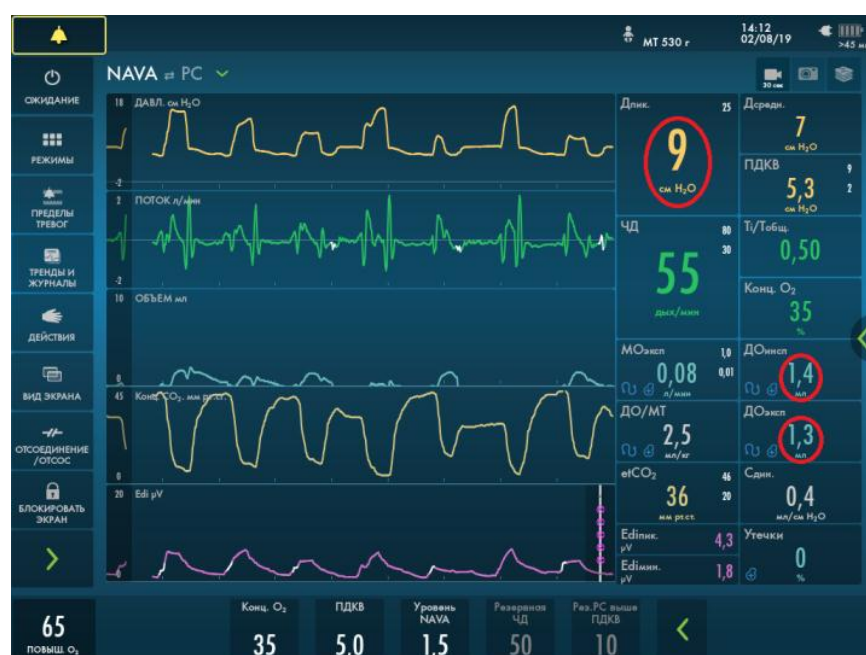 МТ 530 г
14:12
02/08/19
>45 м
NAVA ⇄ PC
30 сек
ОЖИДАНИЕ
РЕЖИМЫ
ПРЕДЕЛЫ
ТРЕВОГ
ТРЕНДЫ И
ЖУРНАЛЫ
ДЕЙСТВИЯ
ВИД ЭКРАНА
ОТСОЕДИНЕНИЕ
/ОТСОС
БЛОКИРОВАТЬ
ЭКРАН
18 ДАВЛ. см H₂O
-2
2 ПОТОК л/мин
-2
10 ОБЪЕМ мл
0
45 Конц. CO₂. мм рт.ст.
0
20 Edi µV
0
Дпик. 25
9
см H₂O
Дсредн.
7
см H₂O
ПДКВ 9
5,3 2
см H₂O
ЧД 80
30
55
дых/мин
Ti/Tобщ.
0,50
Конц. O₂
35
%
МОэксп 1,0
0,08 0,01
л/мин
ДОинсп
1,4
мл
ДО/МТ
2,5
мл/кг
ДОэксп
1,3
мл
etCO₂ 46
36 20
мм рт.ст.
Cдин.
0,4
мл/см H₂O
Ediпик. 4,3
µV
Ediмин. 1,8
µV
Утечки
0
%
65
ПОВЫШ. O₂
Конц. O₂
35
ПДКВ
5.0
Уровень
NAVA
1.5
Резервная
ЧД
50
Рез.PC выше
ПДКВ
10